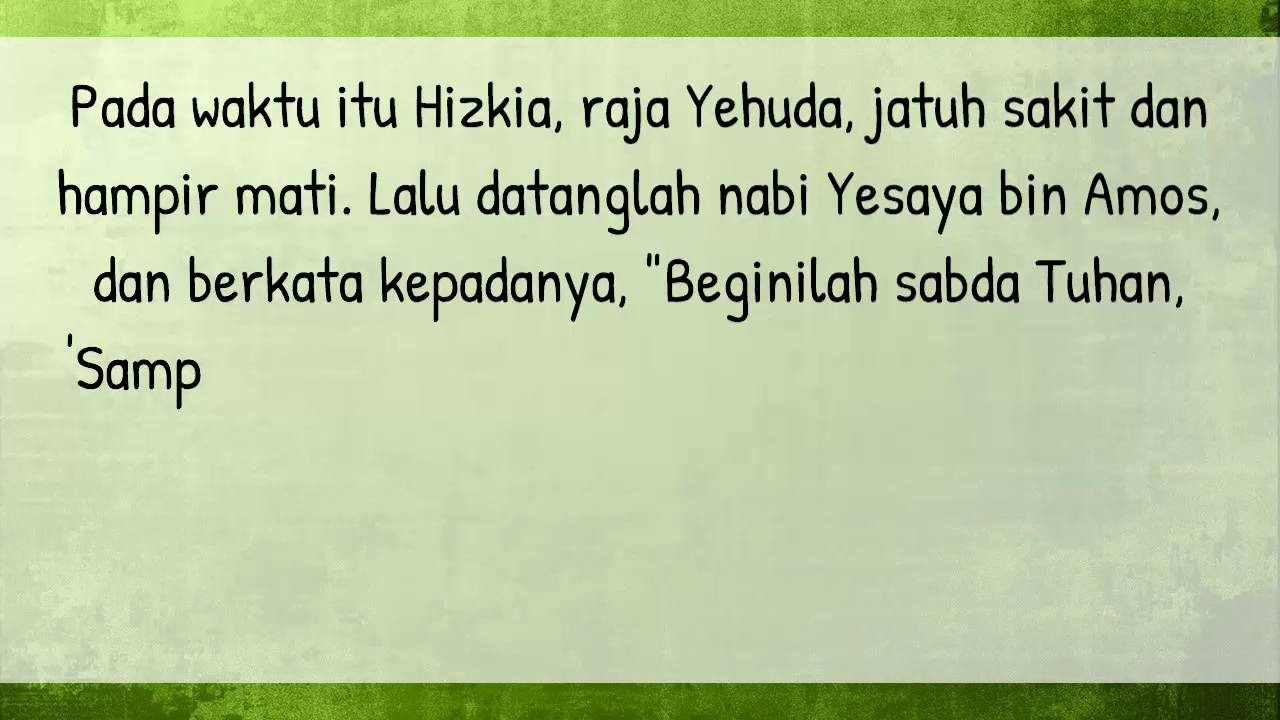 Pada waktu itu Hizkia, raja Yehuda, jatuh sakit dan
hampir mati. Lalu datanglah nabi Yesaya bin Amos,
dan berkata kepadanya, "Beginilah sabda Tuhan,
'Samp